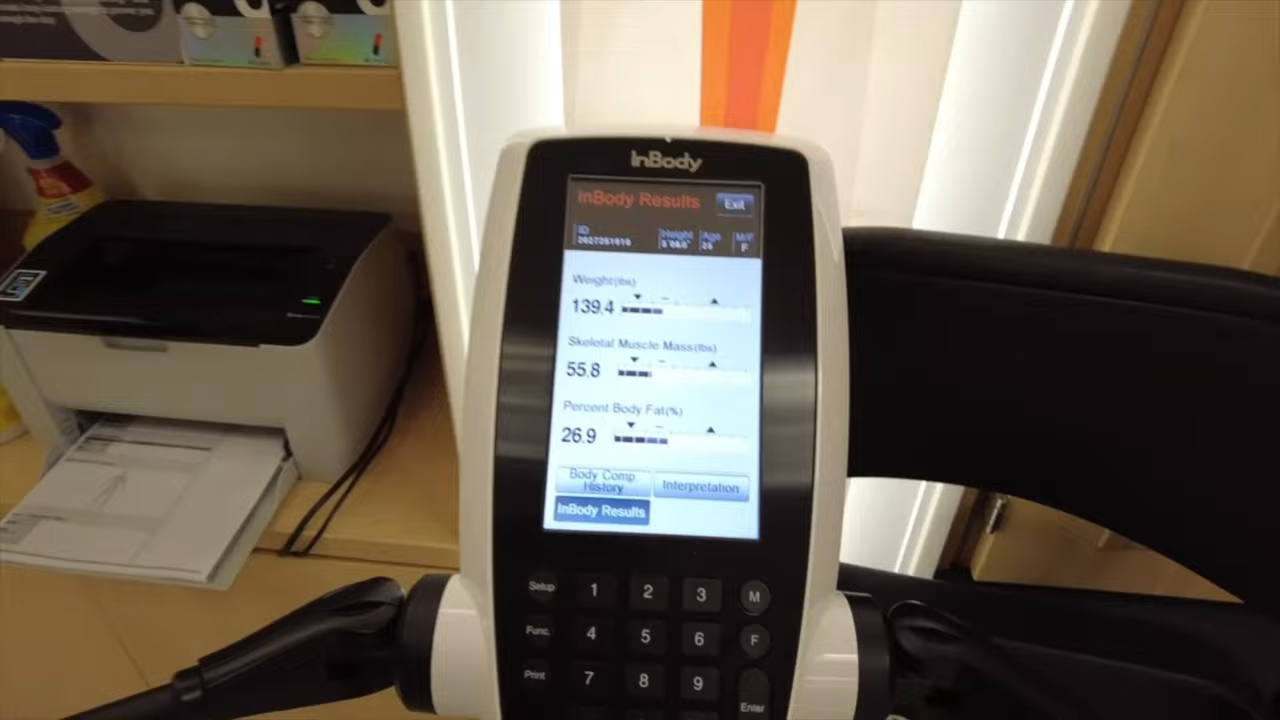 InBody
InBody Results
Exit
ID
Height
Age
M/F
F
Weight(lbs)
139.4
Skeletal Muscle Mass(lbs)
55.8
Percent Body Fat(%)
26.9
Body Comp
History
Interpretation
InBody Results
Setup 1 2 3 M
Func. 4 5 6 F
Print 7 8 9
Enter